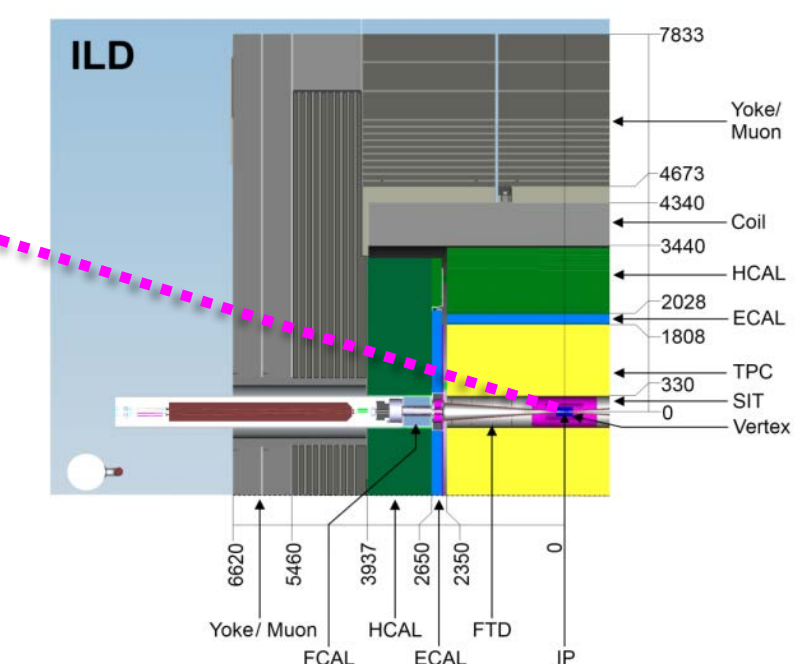 ILD
7833
Yoke/
Muon
4673
4340
Coil
3440
HCAL
2028
ECAL
1808
TPC
330
SIT
0
Vertex
6620
5460
3937
2650
2350
0
Yoke/ Muon
HCAL
FTD
FCAL
ECAL
IP